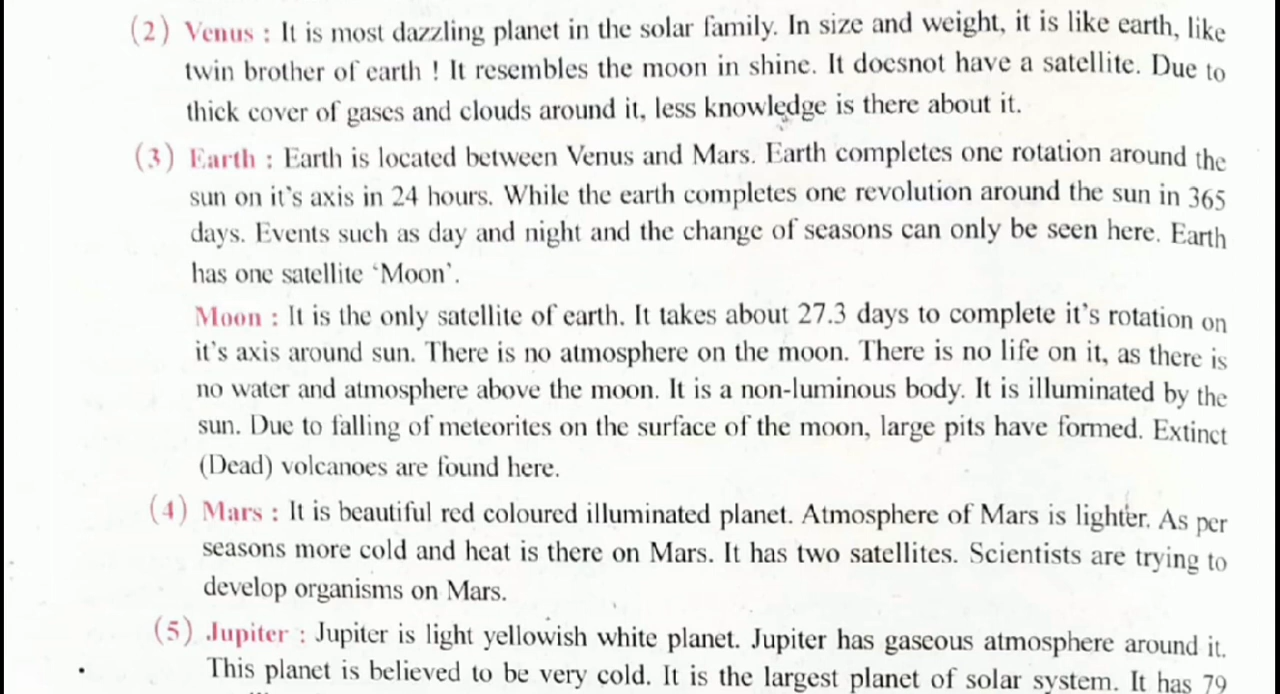 (2) Venus : It is most dazzling planet in the solar family. In size and weight, it is like earth, like
twin brother of earth ! It resembles the moon in shine. It doesnot have a satellite. Due to
thick cover of gases and clouds around it, less knowledge is there about it.
(3) Earth : Earth is located between Venus and Mars. Earth completes one rotation around the
sun on it's axis in 24 hours. While the earth completes one revolution around the sun in 365
days. Events such as day and night and the change of seasons can only be seen here. Earth
has one satellite ‘Moon’.
Moon : It is the only satellite of earth. It takes about 27.3 days to complete it's rotation on
it's axis around sun. There is no atmosphere on the moon. There is no life on it, as there is
no water and atmosphere above the moon. It is a non-luminous body. It is illuminated by the
sun. Due to falling of meteorites on the surface of the moon, large pits have formed. Extinct
(Dead) volcanoes are found here.
(4) Mars : It is beautiful red coloured illuminated planet. Atmosphere of Mars is lighter. As per
seasons more cold and heat is there on Mars. It has two satellites. Scientists are trying to
develop organisms on Mars.
(5) Jupiter : Jupiter is light yellowish white planet. Jupiter has gaseous atmosphere around it.
This planet is believed to be very cold. It is the largest planet of solar system. It has 79